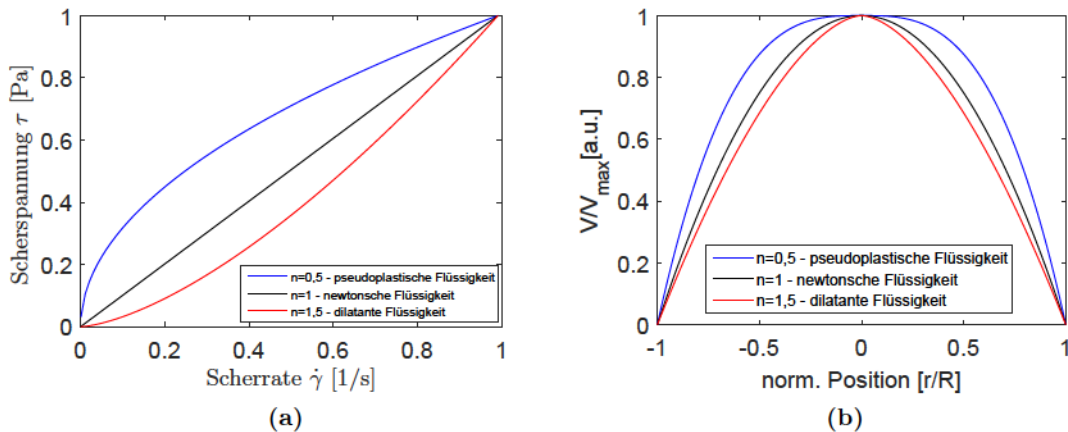 Scherspannung τ [Pa]
1
0.8
0.6
0.4
0.2
0
n=0,5 - pseudoplastische Flüssigkeit
n=1 - newtonsche Flüssigkeit
n=1,5 - dilatante Flüssigkeit
0 0.2 0.4 0.6 0.8 1
Scherrate γ̇ [1/s]
(a)
V/V_max[a.u.]
1
0.8
0.6
0.4
0.2
0
n=0,5 - pseudoplastische Flüssigkeit
n=1 - newtonsche Flüssigkeit
n=1,5 - dilatante Flüssigkeit
-1 -0.5 0 0.5 1
norm. Position [r/R]
(b)